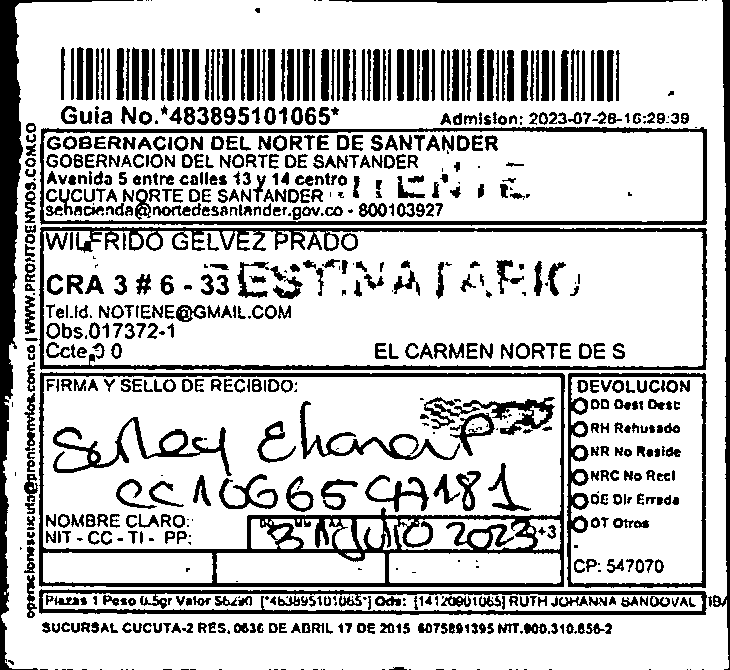 Guia No.*483895101065*
Admision: 2023-07-28-16:29:39
GOBERNACION DEL NORTE DE SANTANDER
GOBERNACION DEL NORTE DE SANTANDER
Avenida 5 entre calles 13 y 14 centro
CUCUTA NORTE DE SANTANDER
sehacienda@nortedesantander.gov.co - 800103927
WILFRIDO GELVEZ PRADO
CRA 3 # 6 - 33
DESTINATARIO
Tel.Id. NOTIENE@GMAIL.COM
Obs.017372-1
Ccte, 0 0
EL CARMEN NORTE DE S
FIRMA Y SELLO DE RECIBIDO:
NOMBRE CLARO:
NIT - CC - TI - PP:
Julio 2023
DEVOLUCION
DD Dest Desc
RH Rehusado
NR No Reside
NRC No Recl
DE Dir Errada
OT Otros
CP: 547070
Piezas 1 Peso 0.5gr Valor [*483895101065*] Ods: [14120901065] RUTH JOHANNA SANDOVAL
SUCURSAL CUCUTA-2 RES, 0636 DE ABRIL 17 DE 2015 6075891395 NIT.900.310.856-2
operacionescucuta@prontoenvios.com.co | WWW.PRONTOENVIOS.COM.CO